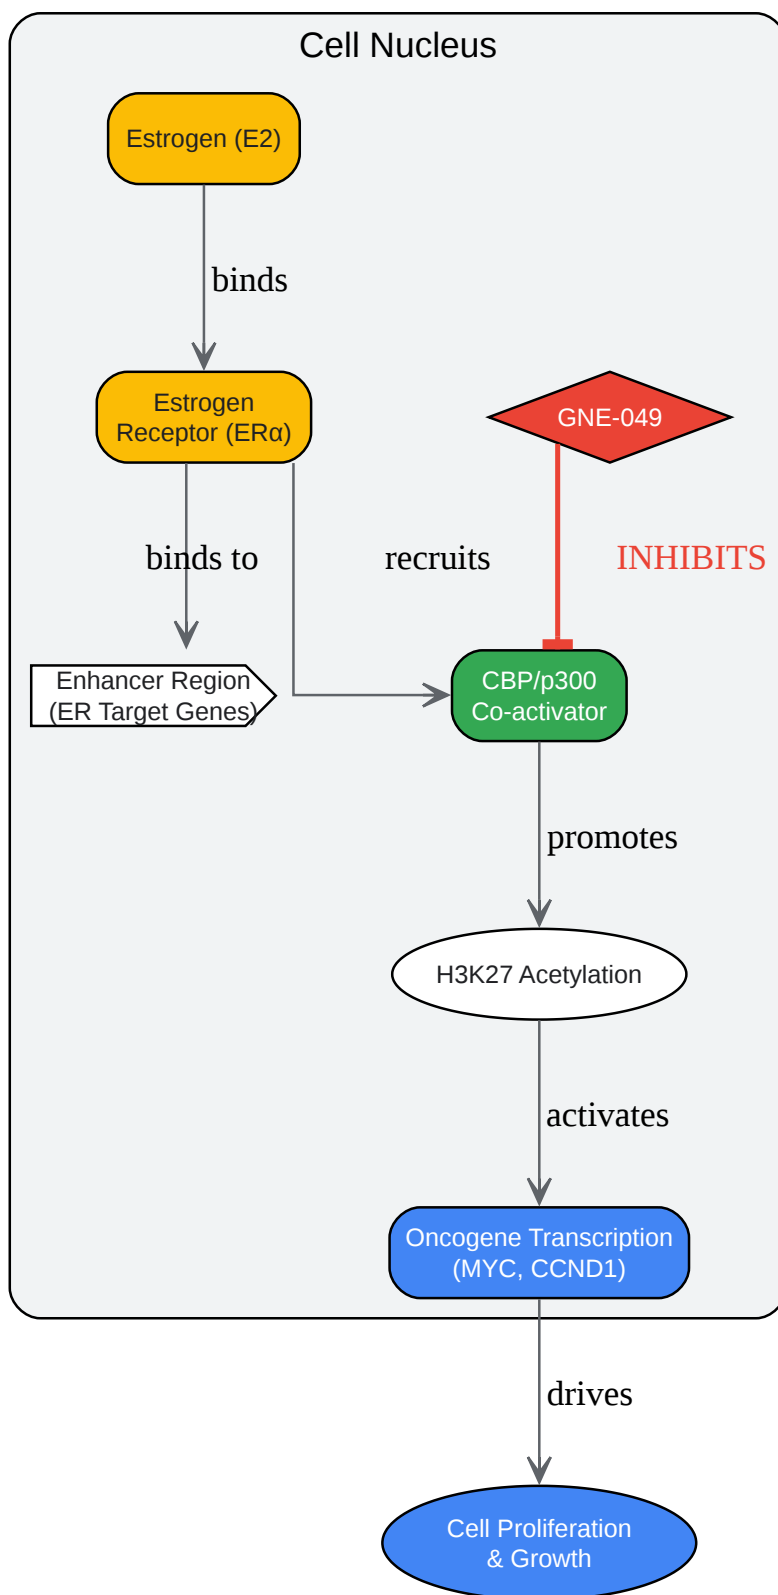 Cell Nucleus
Estrogen (E2)
binds
Estrogen
Receptor (ERα)
GNE-049
binds to
recruits
INHIBITS
Enhancer Region
(ER Target Genes)
CBP/p300
Co-activator
promotes
H3K27 Acetylation
activates
Oncogene Transcription
(MYC, CCND1)
drives
Cell Proliferation
& Growth